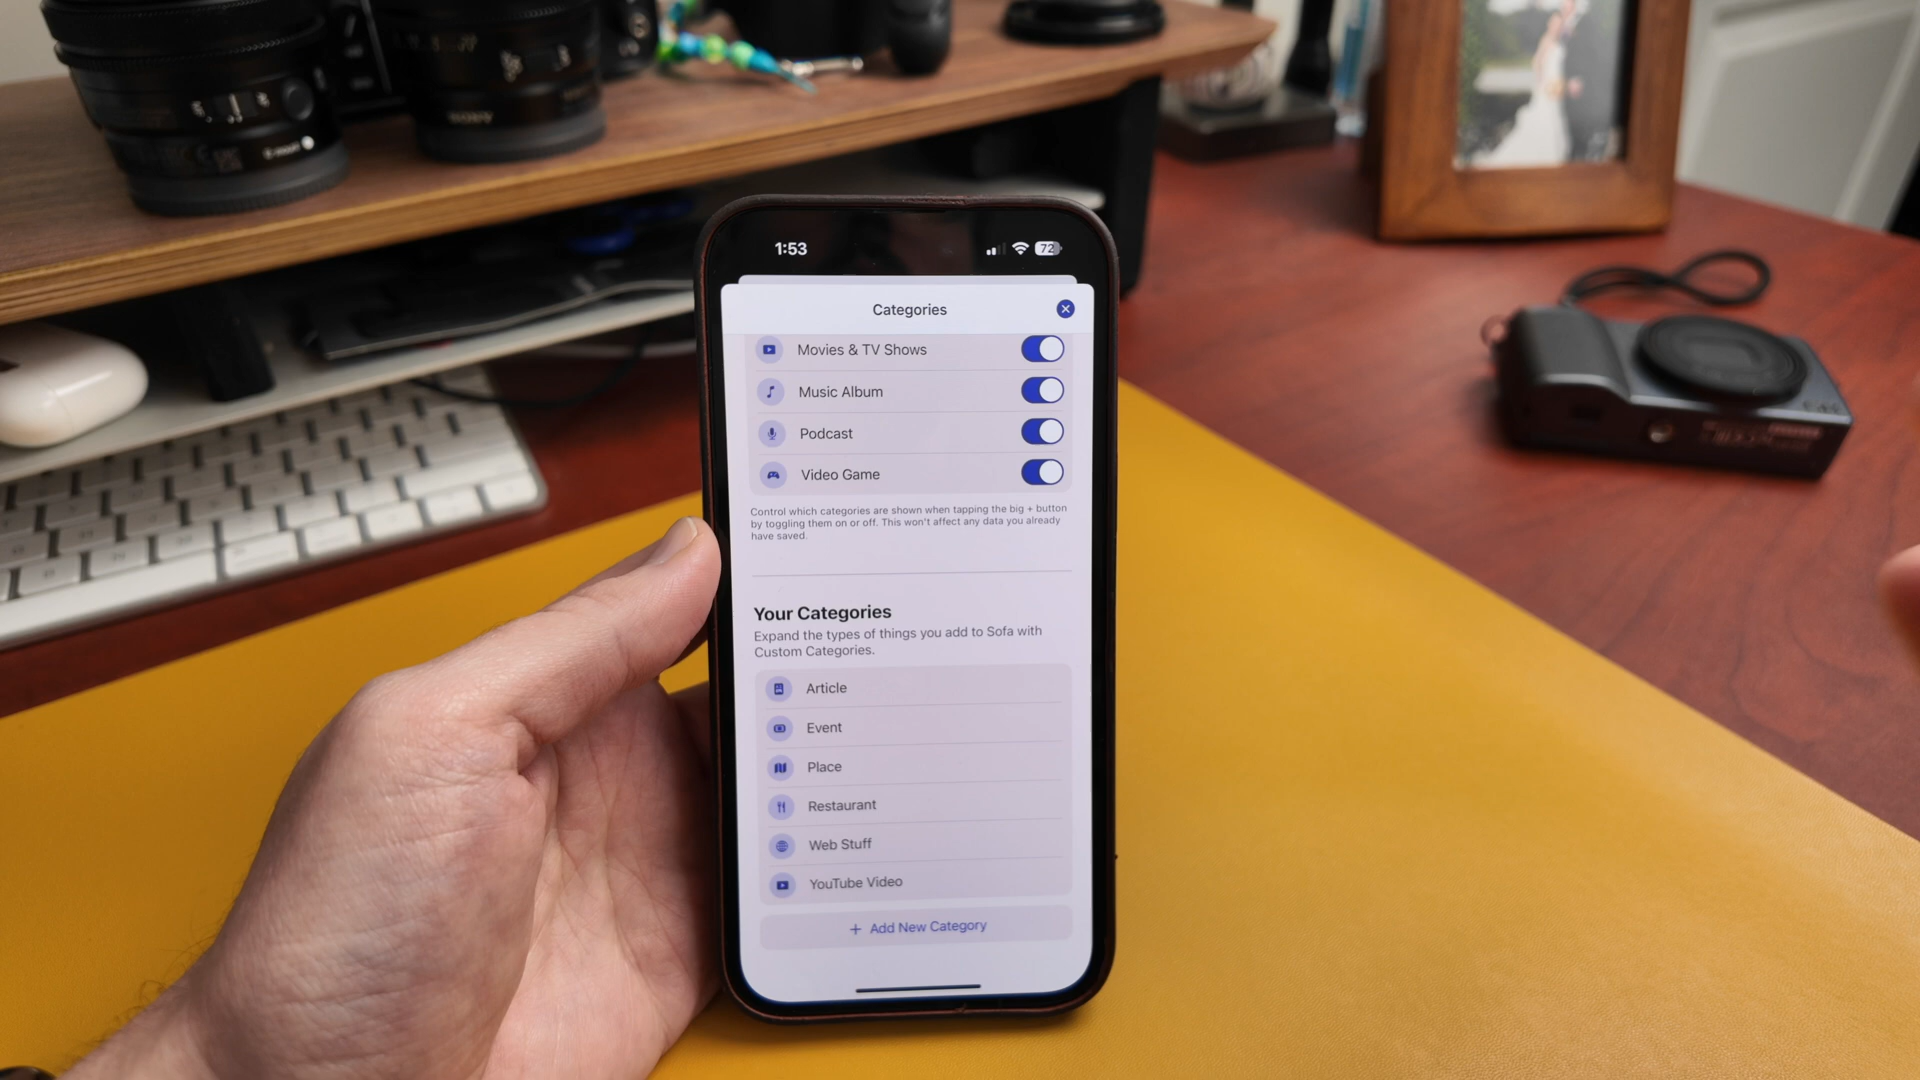 SONY
1:53
72
Categories
Movies & TV Shows
Music Album
Podcast
Video Game
Control which categories are shown when tapping the big + button
by toggling them on or off. This won't affect any data you already
have saved.
Your Categories
Expand the types of things you add to Sofa with
Custom Categories.
Article
Event
Place
Restaurant
Web Stuff
YouTube Video
+ Add New Category